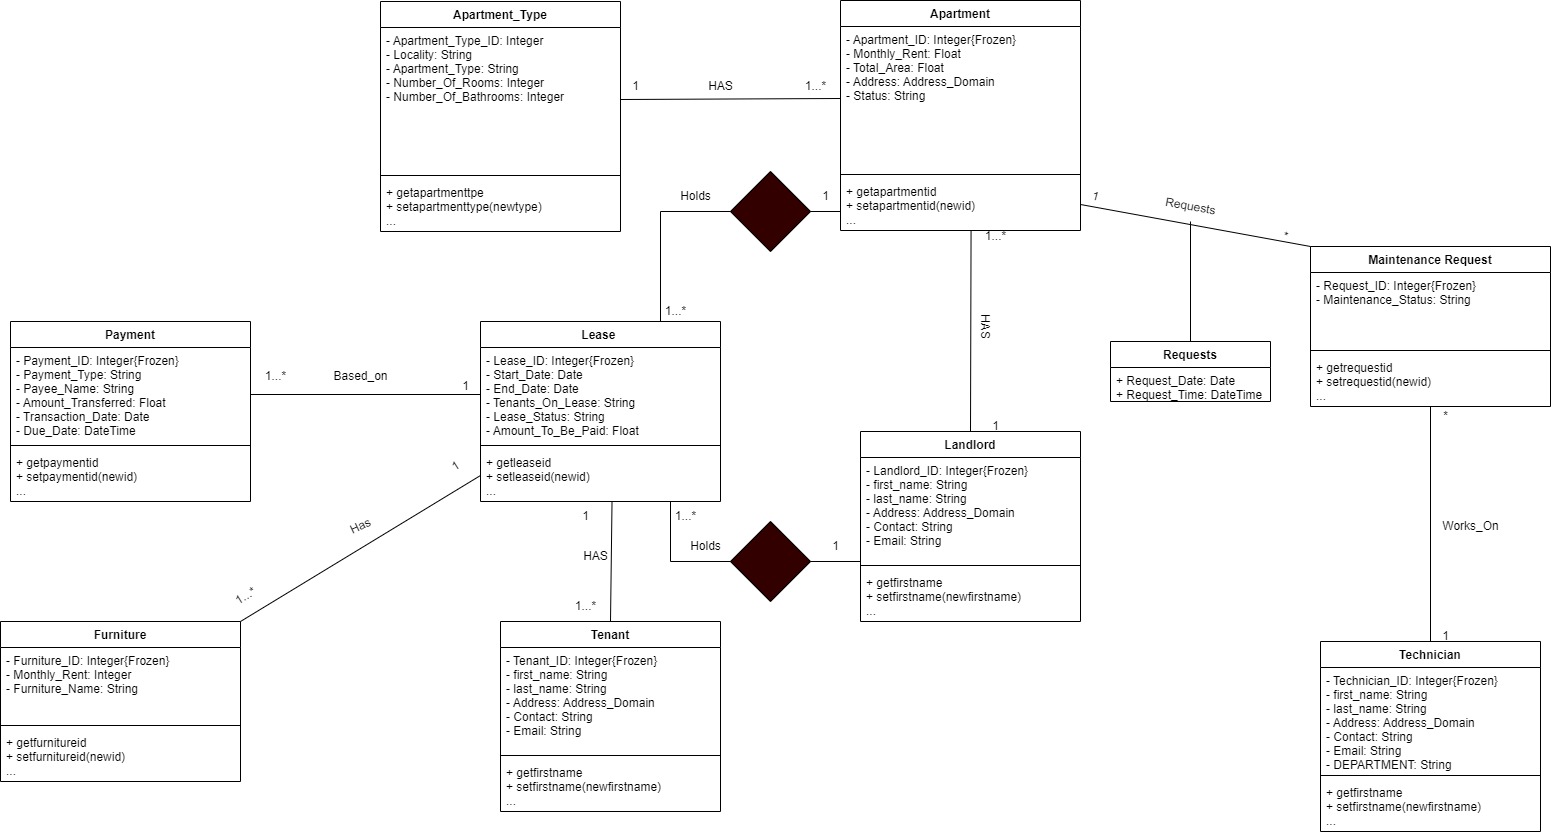 Apartment_Type
- Apartment_Type_ID: Integer
- Locality: String
- Apartment_Type: String
- Number_Of_Rooms: Integer
- Number_Of_Bathrooms: Integer
+ getapartmenttpe
+ setapartmenttype(newtype)
...
1
HAS
1...*
Apartment
- Apartment_ID: Integer{Frozen}
- Monthly_Rent: Float
- Total_Area: Float
- Address: Address_Domain
- Status: String
+ getapartmentid
+ setapartmentid(newid)
...
Holds
1
1...*
1
Requests
*
1...*
HAS
1
Maintenance Request
- Request_ID: Integer{Frozen}
- Maintenance_Status: String
+ getrequestid
+ setrequestid(newid)
...
Requests
+ Request_Date: Date
+ Request_Time: DateTime
Payment
- Payment_ID: Integer{Frozen}
- Payment_Type: String
- Payee_Name: String
- Amount_Transferred: Float
- Transaction_Date: Date
- Due_Date: DateTime
+ getpaymentid
+ setpaymentid(newid)
...
1...*
Based_on
1
Lease
- Lease_ID: Integer{Frozen}
- Start_Date: Date
- End_Date: Date
- Tenants_On_Lease: String
- Lease_Status: String
- Amount_To_Be_Paid: Float
+ getleaseid
+ setleaseid(newid)
...
Landlord
- Landlord_ID: Integer{Frozen}
- first_name: String
- last_name: String
- Address: Address_Domain
- Contact: String
- Email: String
+ getfirstname
+ setfirstname(newfirstname)
...
1
Has
1...*
1
HAS
1...*
1...*
Holds
1
*
Works_On
1
Furniture
- Furniture_ID: Integer{Frozen}
- Monthly_Rent: Integer
- Furniture_Name: String
+ getfurnitureid
+ setfurnitureid(newid)
...
Tenant
- Tenant_ID: Integer{Frozen}
- first_name: String
- last_name: String
- Address: Address_Domain
- Contact: String
- Email: String
+ getfirstname
+ setfirstname(newfirstname)
...
Technician
- Technician_ID: Integer{Frozen}
- first_name: String
- last_name: String
- Address: Address_Domain
- Contact: String
- Email: String
- DEPARTMENT: String
+ getfirstname
+ setfirstname(newfirstname)
...